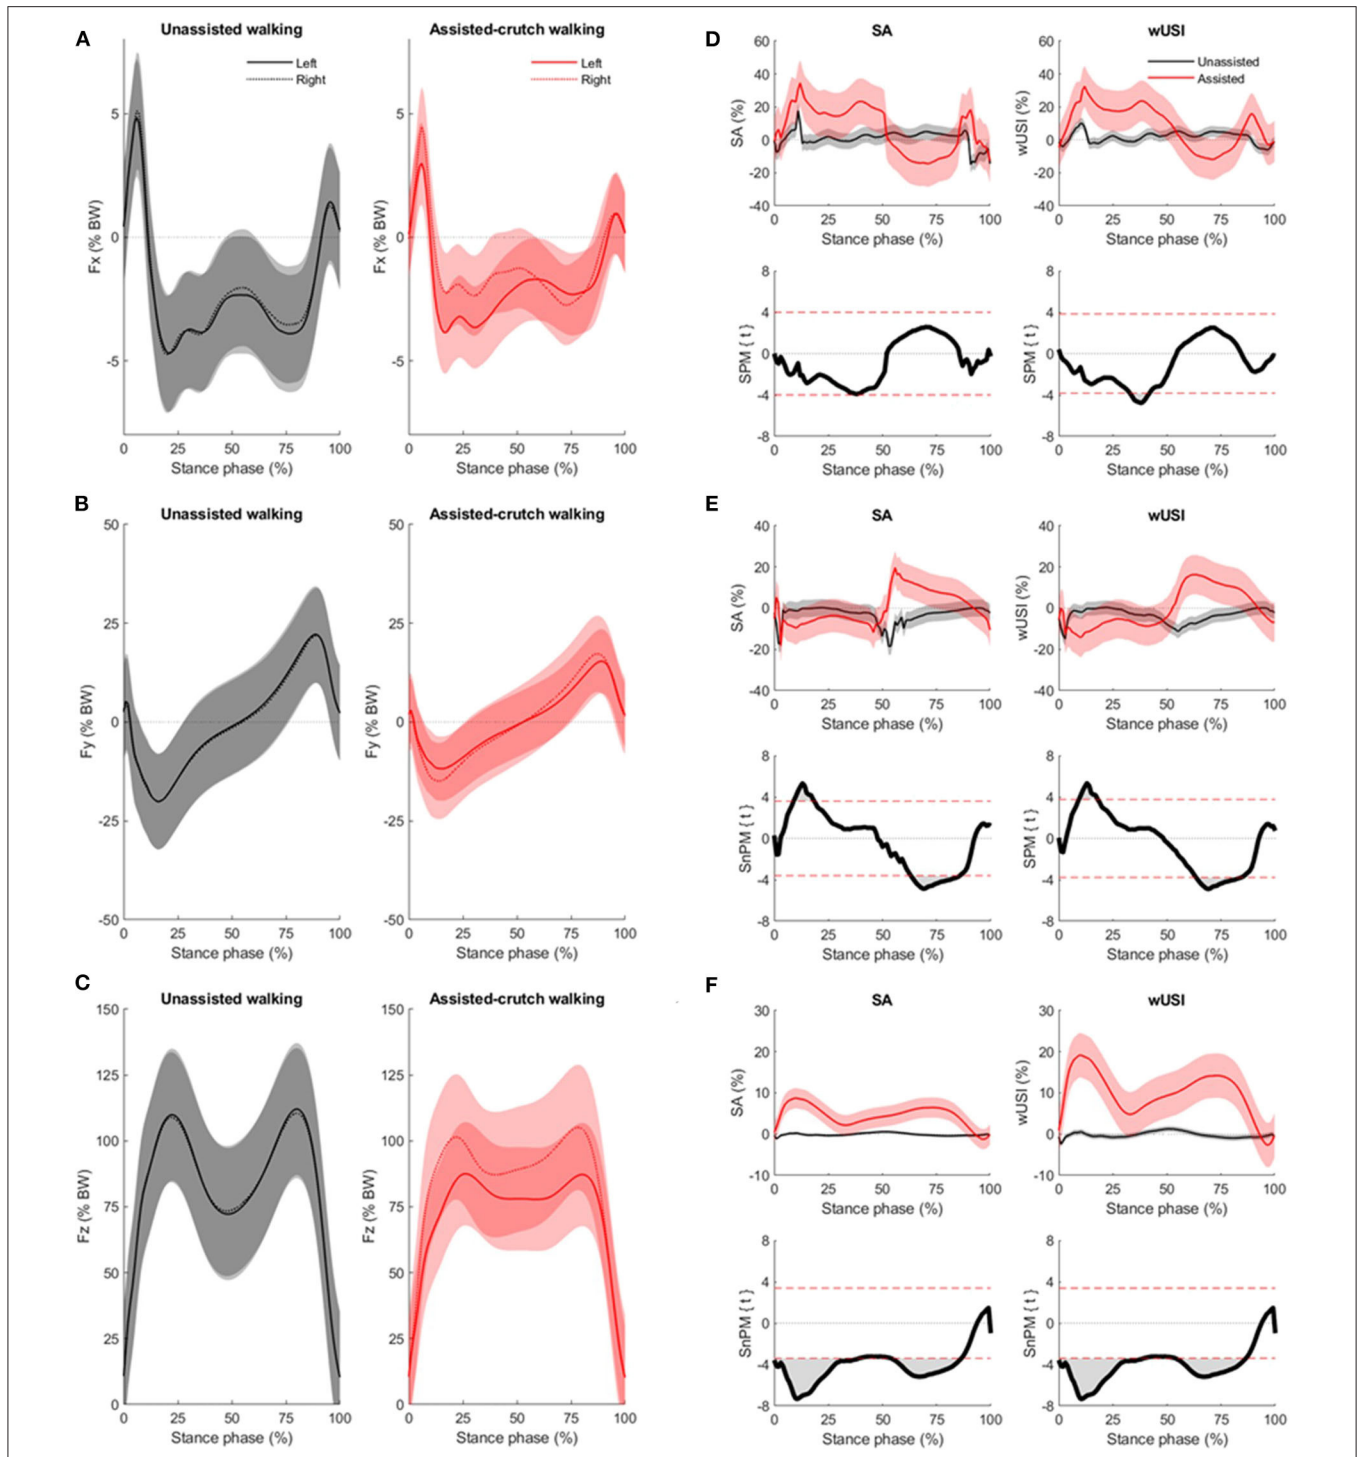 A
Unassisted walking
Assisted-crutch walking
Left
Right
Left
Right
5
0
-5
Fx (% BW)
5
0
-5
Fx (% BW)
0 25 50 75 100
Stance phase (%)
0 25 50 75 100
Stance phase (%)
B
Unassisted walking
Assisted-crutch walking
50
25
0
-25
-50
Fy (% BW)
50
25
0
-25
-50
Fy (% BW)
0 25 50 75 100
Stance phase (%)
0 25 50 75 100
Stance phase (%)
C
Unassisted walking
Assisted-crutch walking
150
125
100
75
50
25
0
Fz (% BW)
150
125
100
75
50
25
0
Fz (% BW)
0 25 50 75 100
Stance phase (%)
0 25 50 75 100
Stance phase (%)
D
SA
wUSI
Unassisted
Assisted
60
40
20
0
-20
-40
SA (%)
60
40
20
0
-20
-40
wUSI (%)
0 25 50 75 100
Stance phase (%)
0 25 50 75 100
Stance phase (%)
8
4
0
-4
-8
SPM { t }
8
4
0
-4
-8
SPM { t }
0 25 50 75 100
Stance phase (%)
0 25 50 75 100
Stance phase (%)
E
SA
wUSI
40
20
0
-20
-40
SA (%)
40
20
0
-20
-40
wUSI (%)
0 25 50 75 100
Stance phase (%)
0 25 50 75 100
Stance phase (%)
8
4
0
-4
-8
SnPM { t }
8
4
0
-4
-8
SPM { t }
0 25 50 75 100
Stance phase (%)
0 25 50 75 100
Stance phase (%)
F
SA
wUSI
30
20
10
0
-10
SA (%)
30
20
10
0
-10
wUSI (%)
0 25 50 75 100
Stance phase (%)
0 25 50 75 100
Stance phase (%)
8
4
0
-4
-8
SnPM { t }
8
4
0
-4
-8
SnPM { t }
0 25 50 75 100
Stance phase (%)
0 25 50 75 100
Stance phase (%)